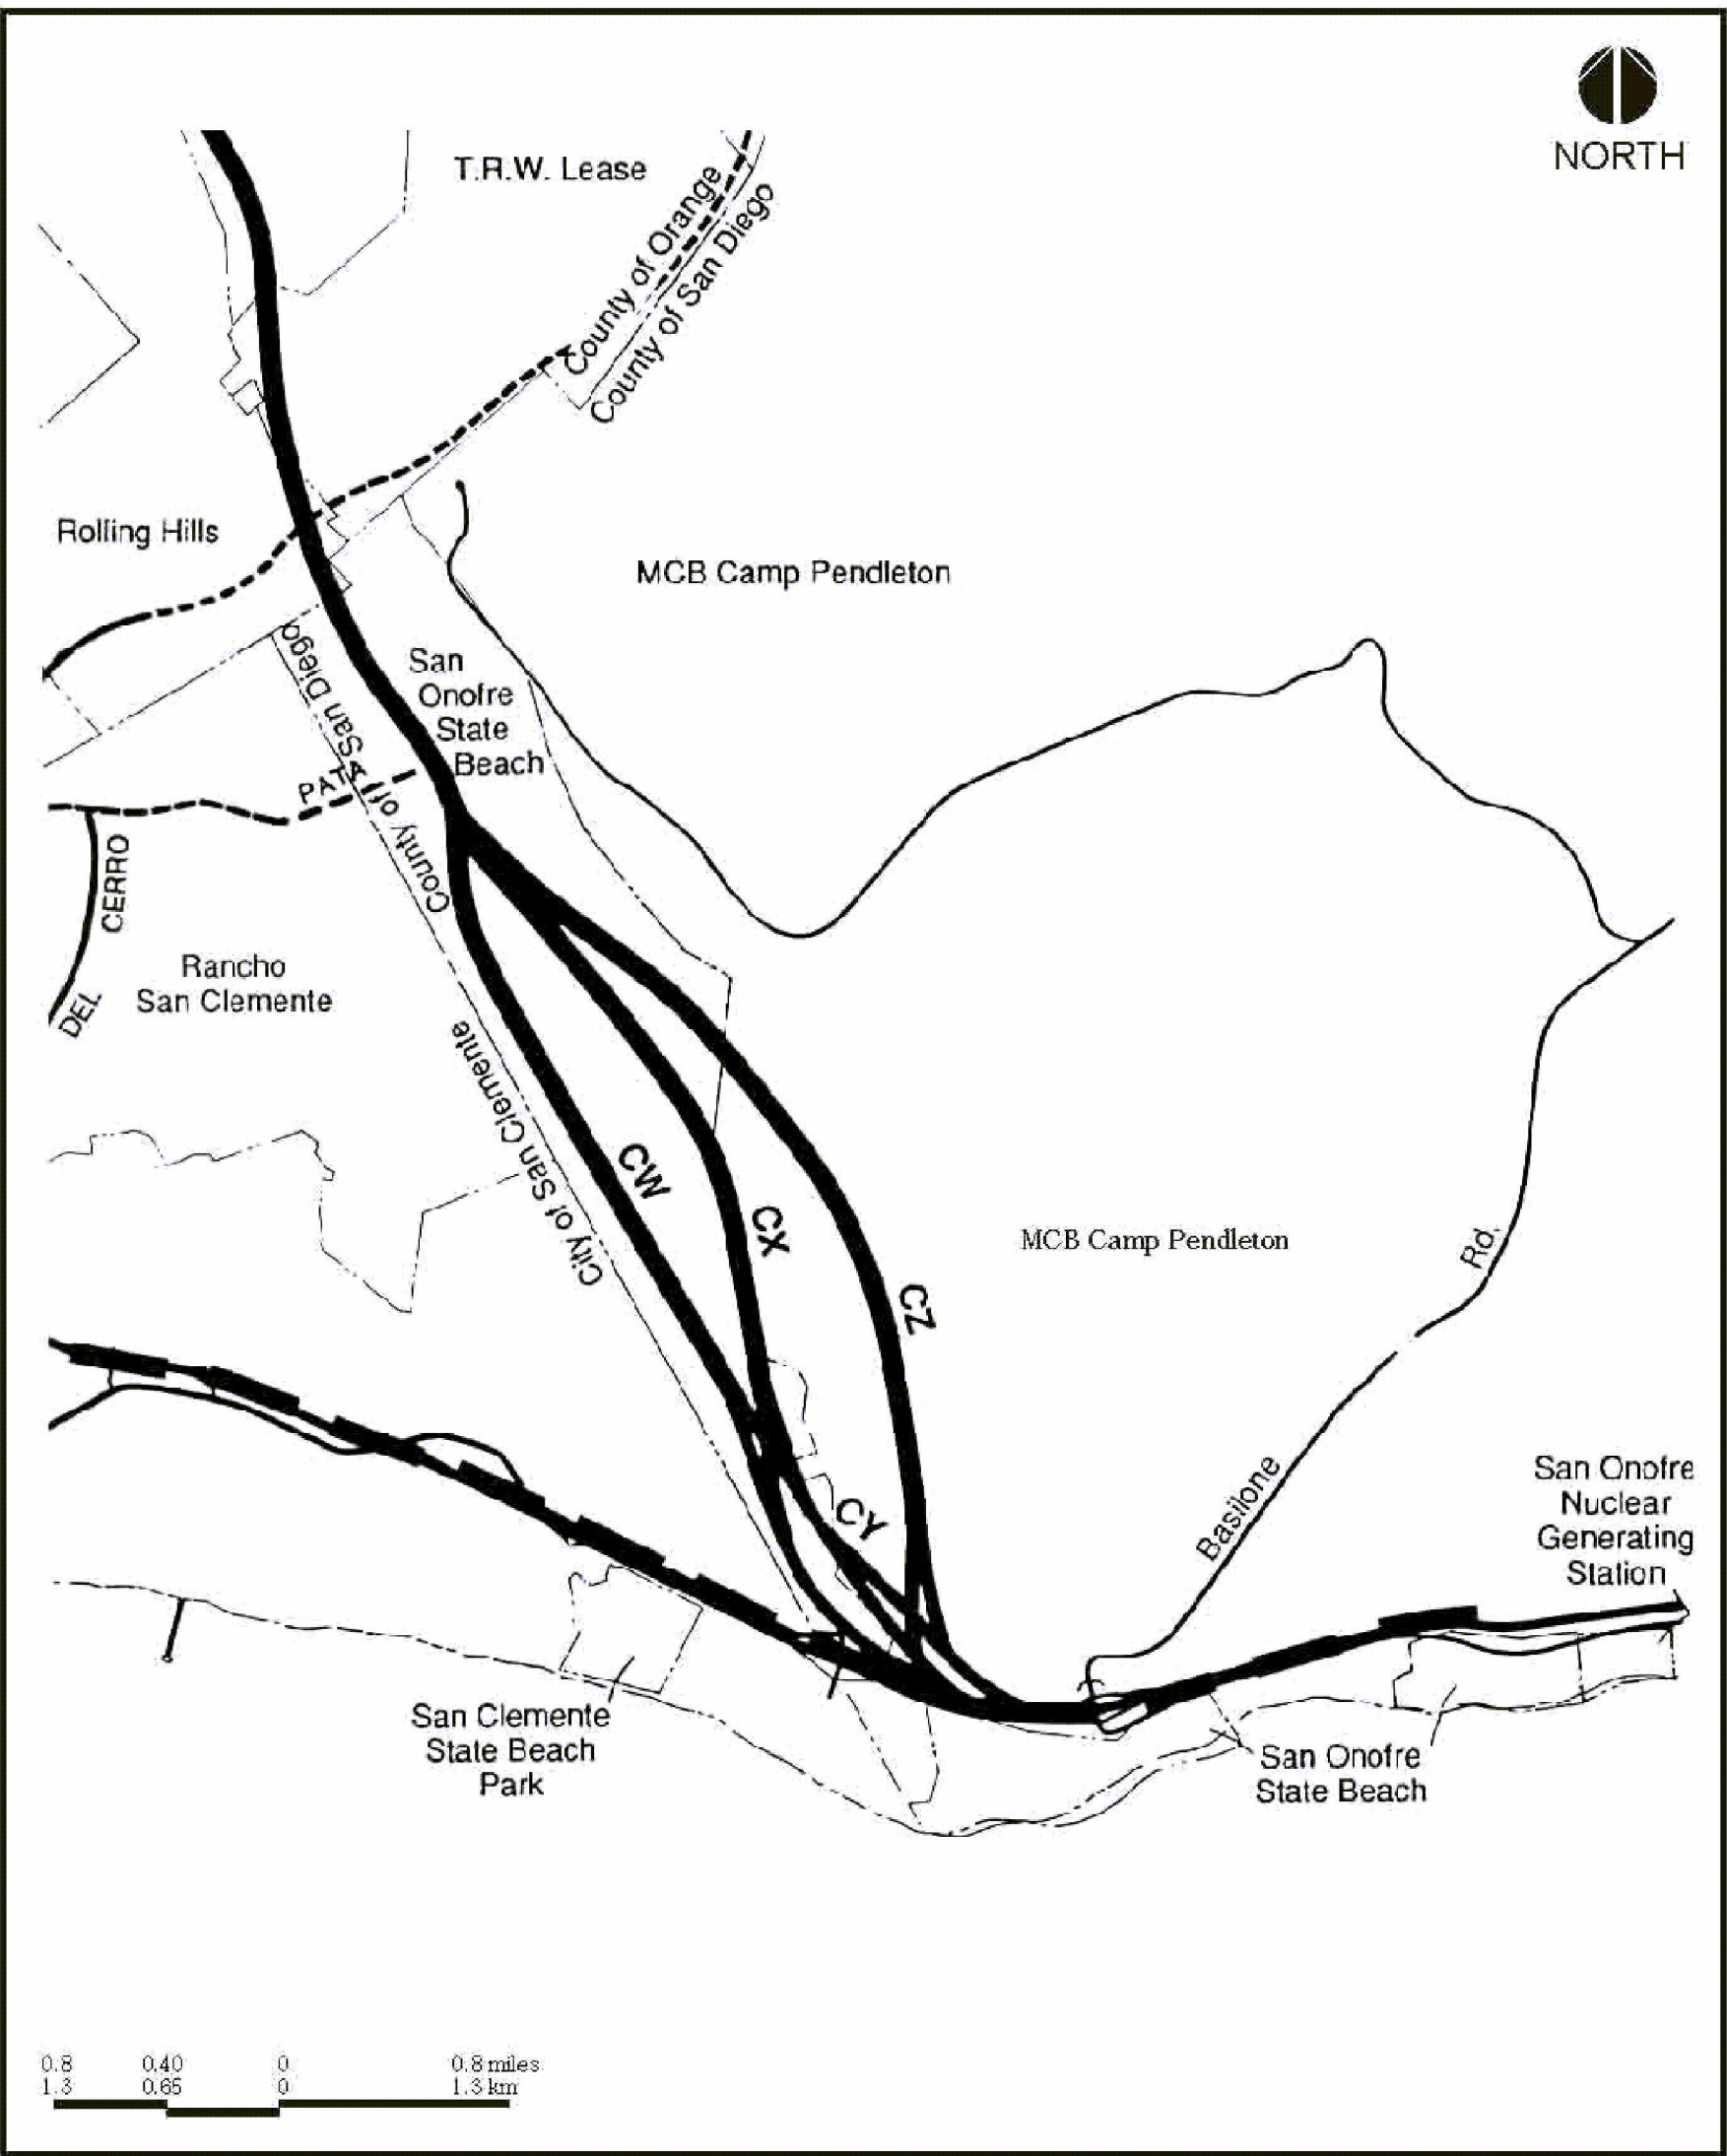 NORTH
T.R.W. Lease
County of Orange
County of San Diego
Rolling Hills
MCB Camp Pendleton
San
Onofre
State
Beach
County of San Diego
PATA
CERRO
DEL
Rancho
San Clemente
City of San Clemente
CW
CX
CZ
CY
MCB Camp Pendleton
Rd.
Basilone
San Onofre
Nuclear
Generating
Station
San Clemente
State Beach
Park
San Onofre
State Beach
0.8 0.40 0 0.8 miles
1.3 0.65 0 1.3 km